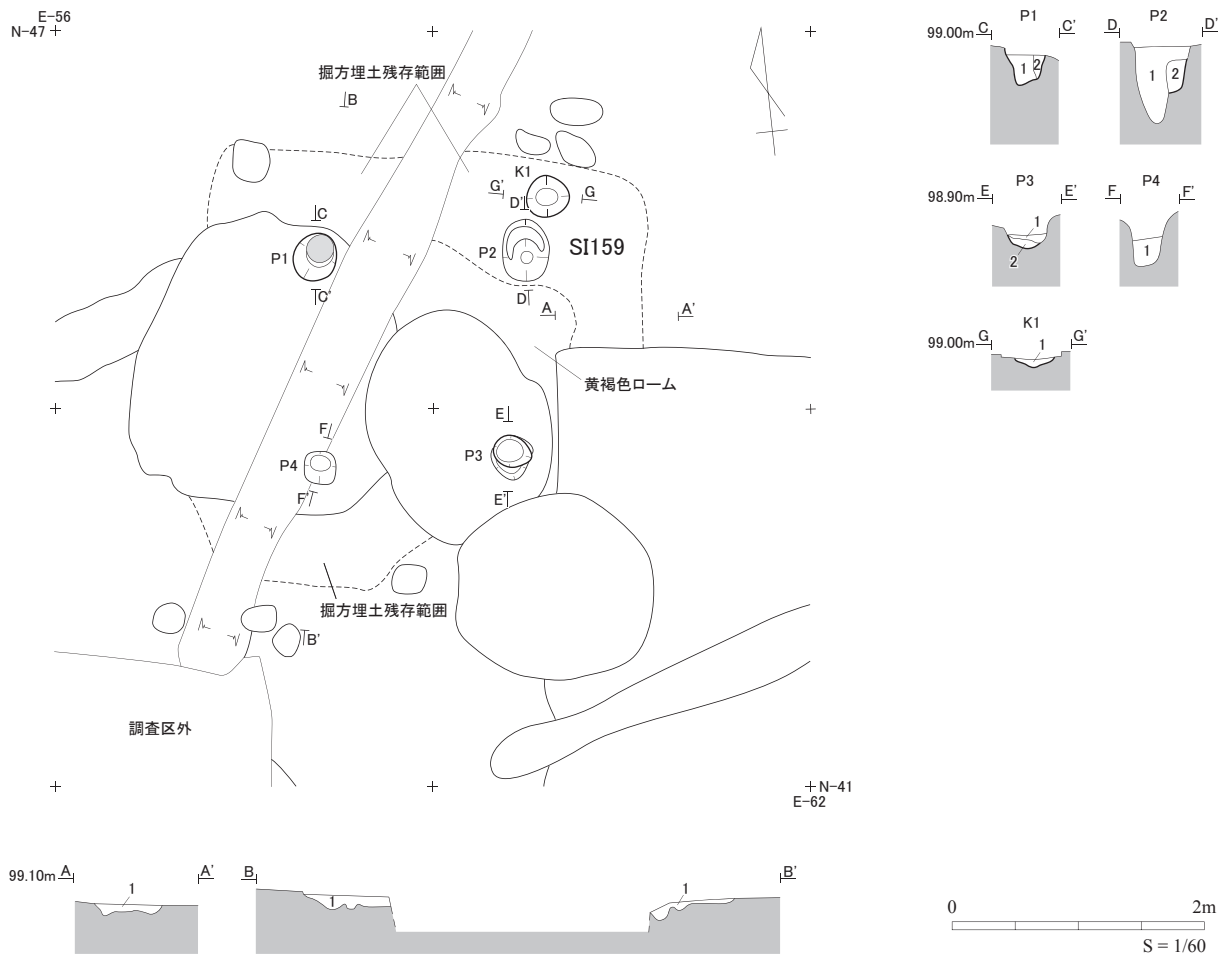 E-56
N-47
掘方埋土残存範囲
B
K1
G' G
D'
C
P1
P2
SI159
C'
D
A A'
黄褐色ローム
E
F
P3
P4
E'
F'
掘方埋土残存範囲
B'
調査区外
N-41
E-62
P1 P2
99.00m C C' D D'
1 2 1 2
P3 P4
98.90m E E' F F'
1
2
1
K1
99.00m G G'
1
99.10m A A' B B'
1 1 1
0 2m
S = 1/60